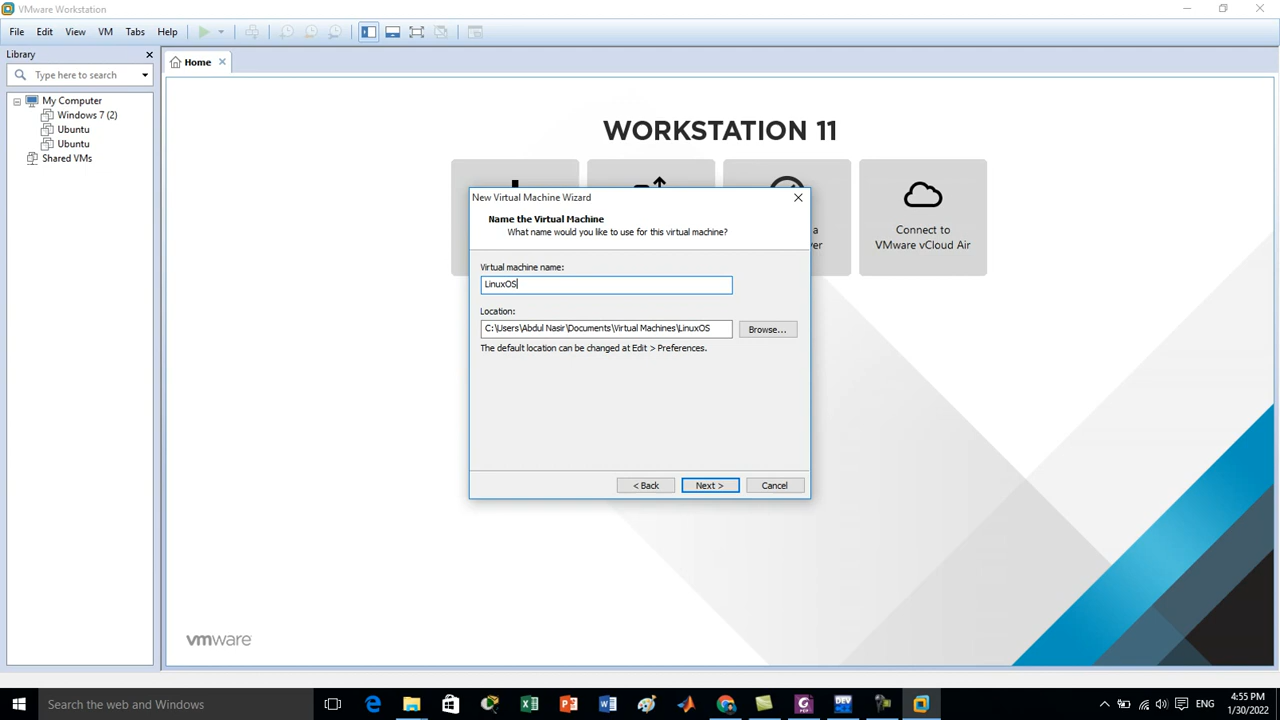 VMware Workstation
File Edit View VM Tabs Help
Library
Type here to search
Home
My Computer
Windows 7 (2)
Ubuntu
Ubuntu
Shared VMs
WORKSTATION 11
Connect to
VMware vCloud Air
a
ver
New Virtual Machine Wizard
Name the Virtual Machine
What name would you like to use for this virtual machine?
Virtual machine name:
LinuxOS
Location:
C:\Users\Abdul Nasir\Documents\Virtual Machines\LinuxOS
Browse...
The default location can be changed at Edit > Preferences.
< Back Next > Cancel
vmware
Search the web and Windows
ENG
4:55 PM
1/30/2022